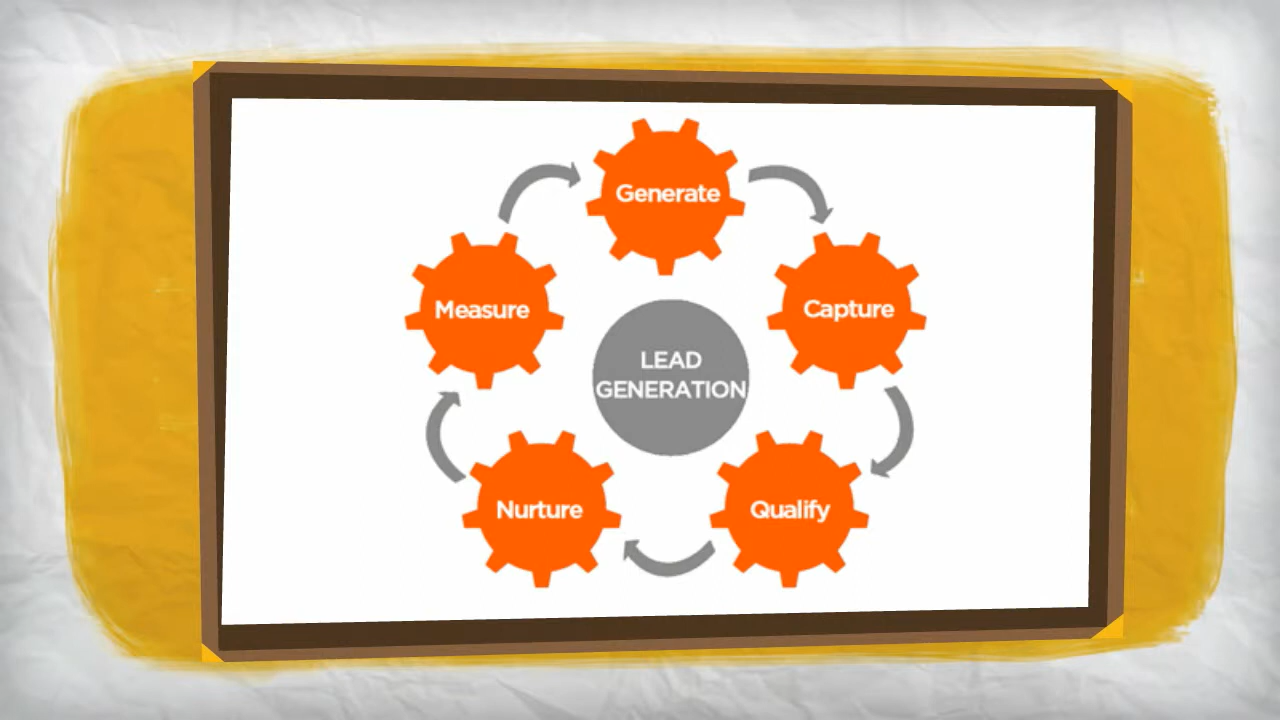 Generate
Measure
Capture
LEAD
GENERATION
Nurture
Qualify